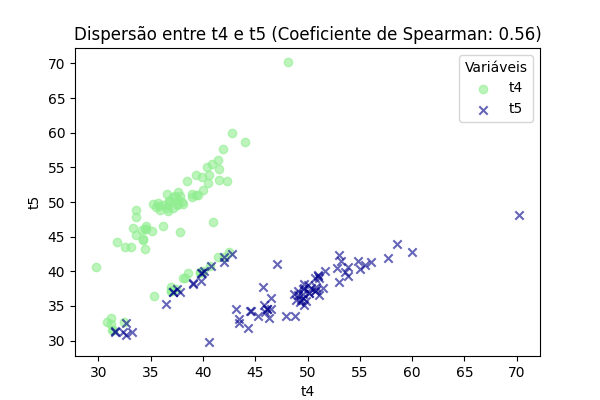 Dispersão entre t4 e t5 (Coeficiente de Spearman: 0.56)
Variáveis
t4
t5
70
65
60
55
50
45
40
35
30
t5
30 35 40 45 50 55 60 65 70
t4